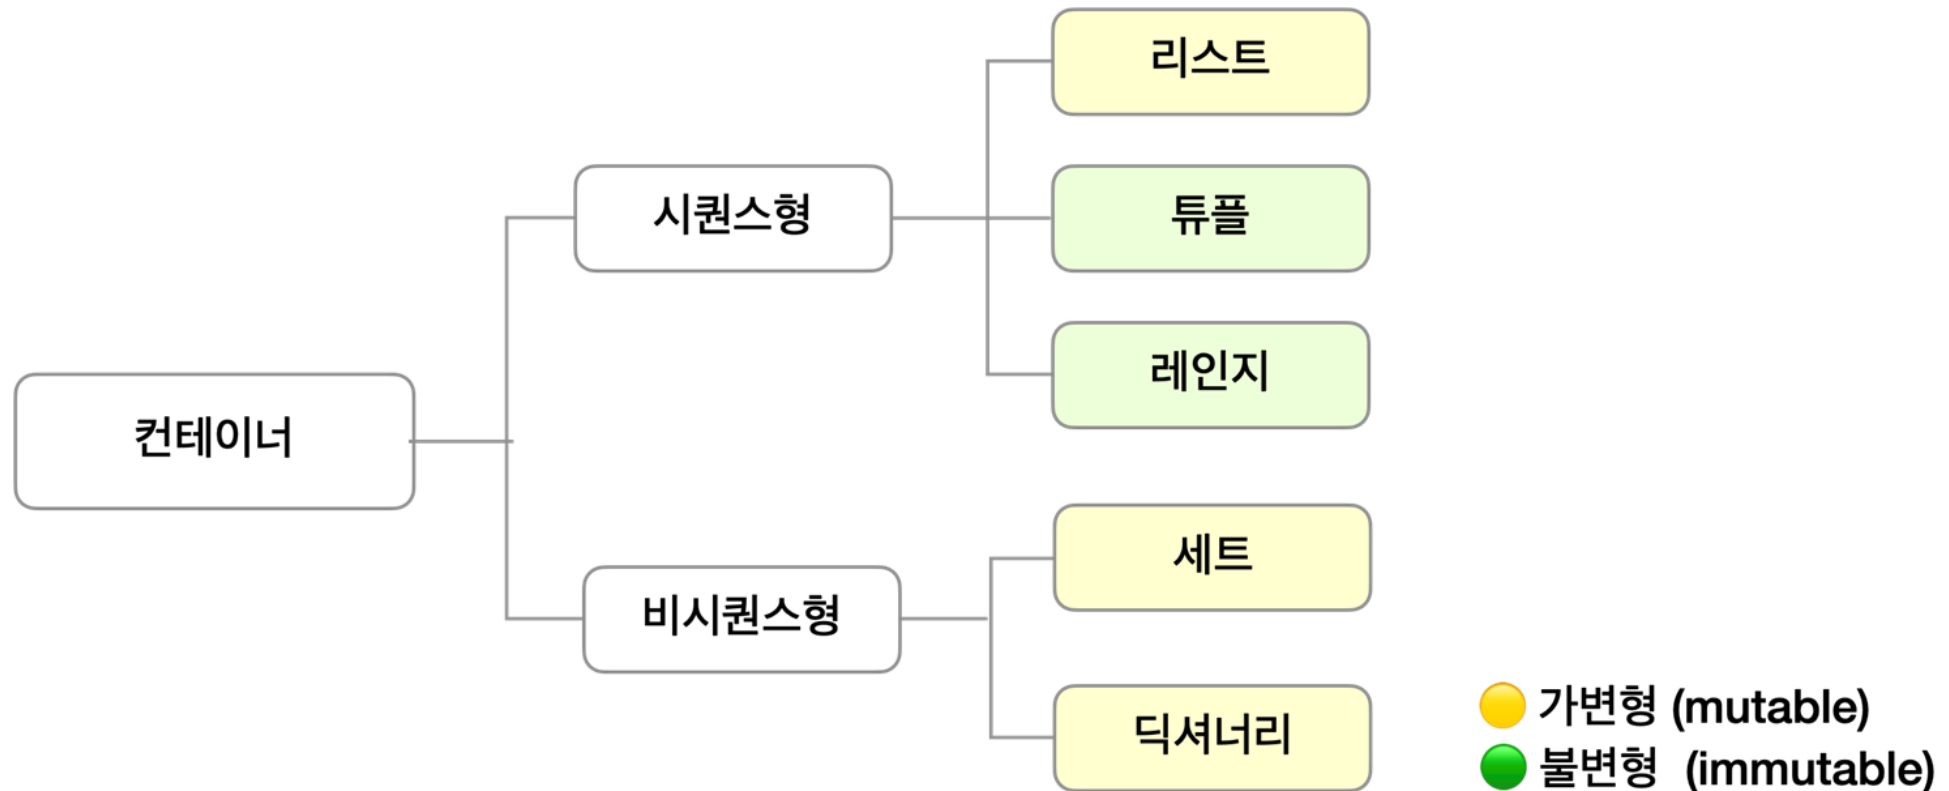 리스트
시퀀스형
튜플
레인지
컨테이너
세트
비시퀀스형
딕셔너리
가변형 (mutable)
불변형 (immutable)